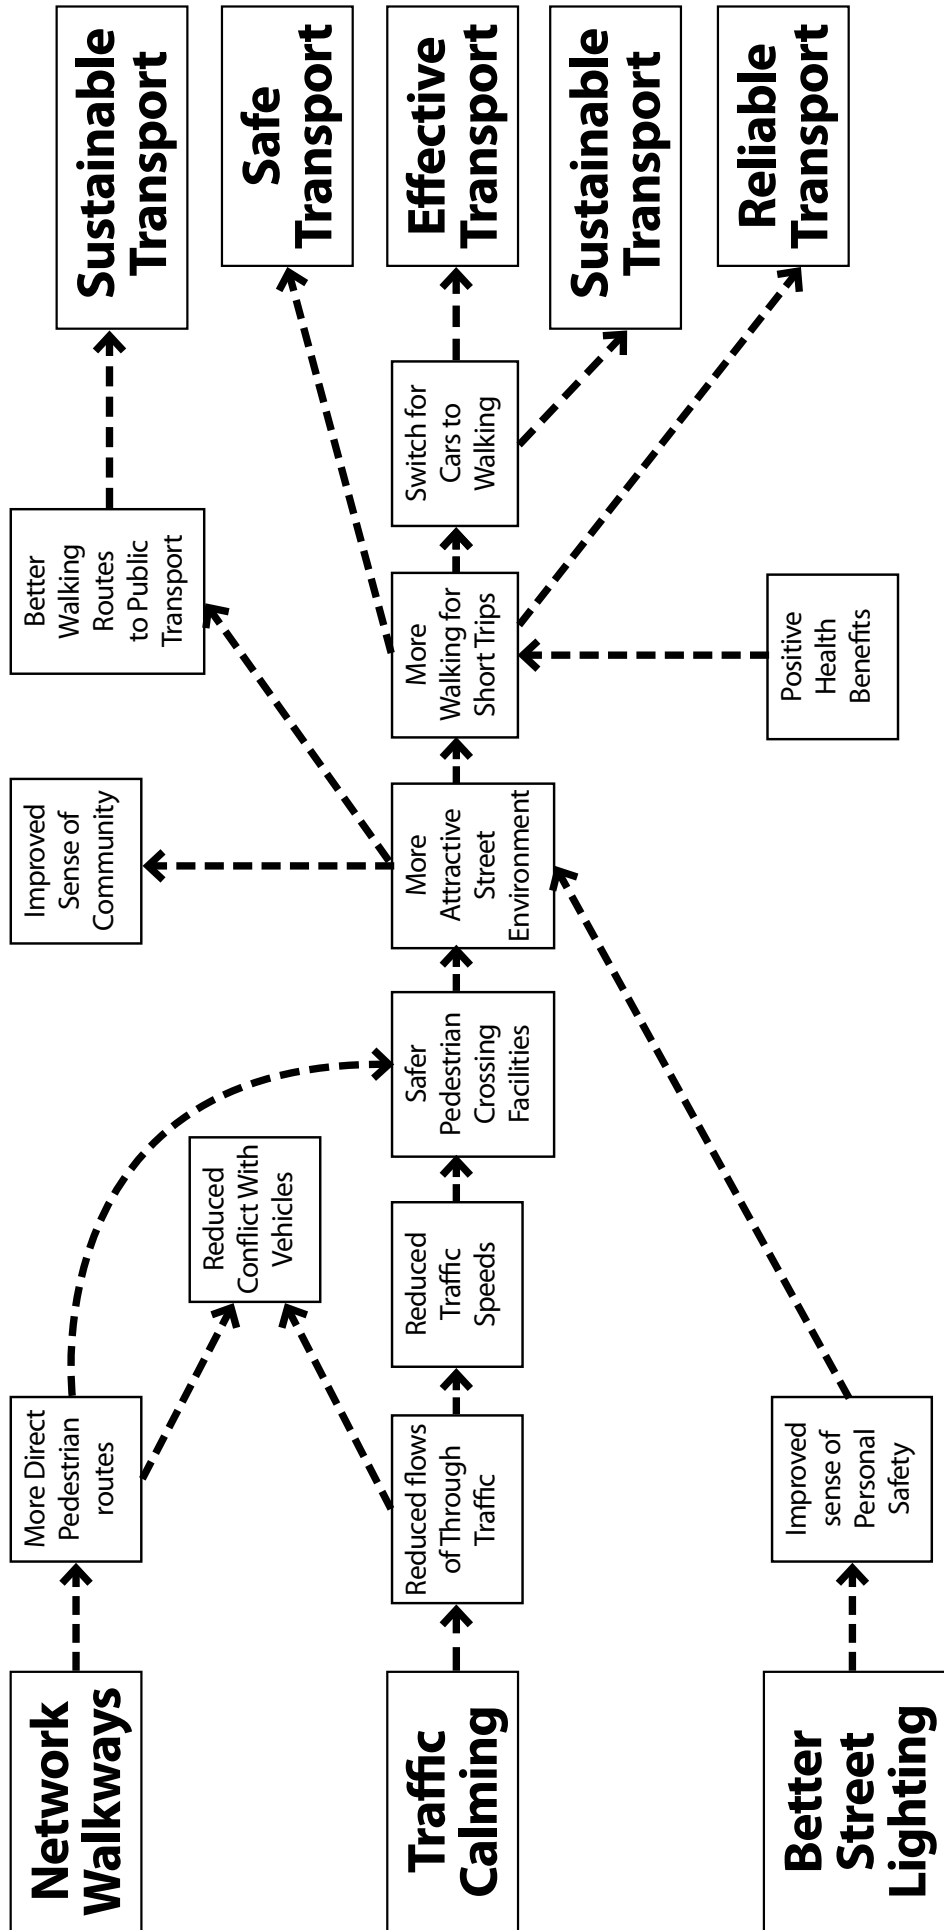 Network
Walkways
More Direct
Pedestrian
routes
Improved
Sense of
Community
Better
Walking
Routes
to Public
Transport
Sustainable
Transport
Reduced
Conflict With
Vehicles
Safe
Transport
Traffic
Calming
Reduced flows
of Through
Traffic
Reduced
Traffic
Speeds
Safer
Pedestrian
Crossing
Facilities
More
Attractive
Street
Environment
More
Walking for
Short Trips
Switch for
Cars to
Walking
Effective
Transport
Sustainable
Transport
Reliable
Transport
Better
Street
Lighting
Improved
sense of
Personal
Safety
Positive
Health
Benefits